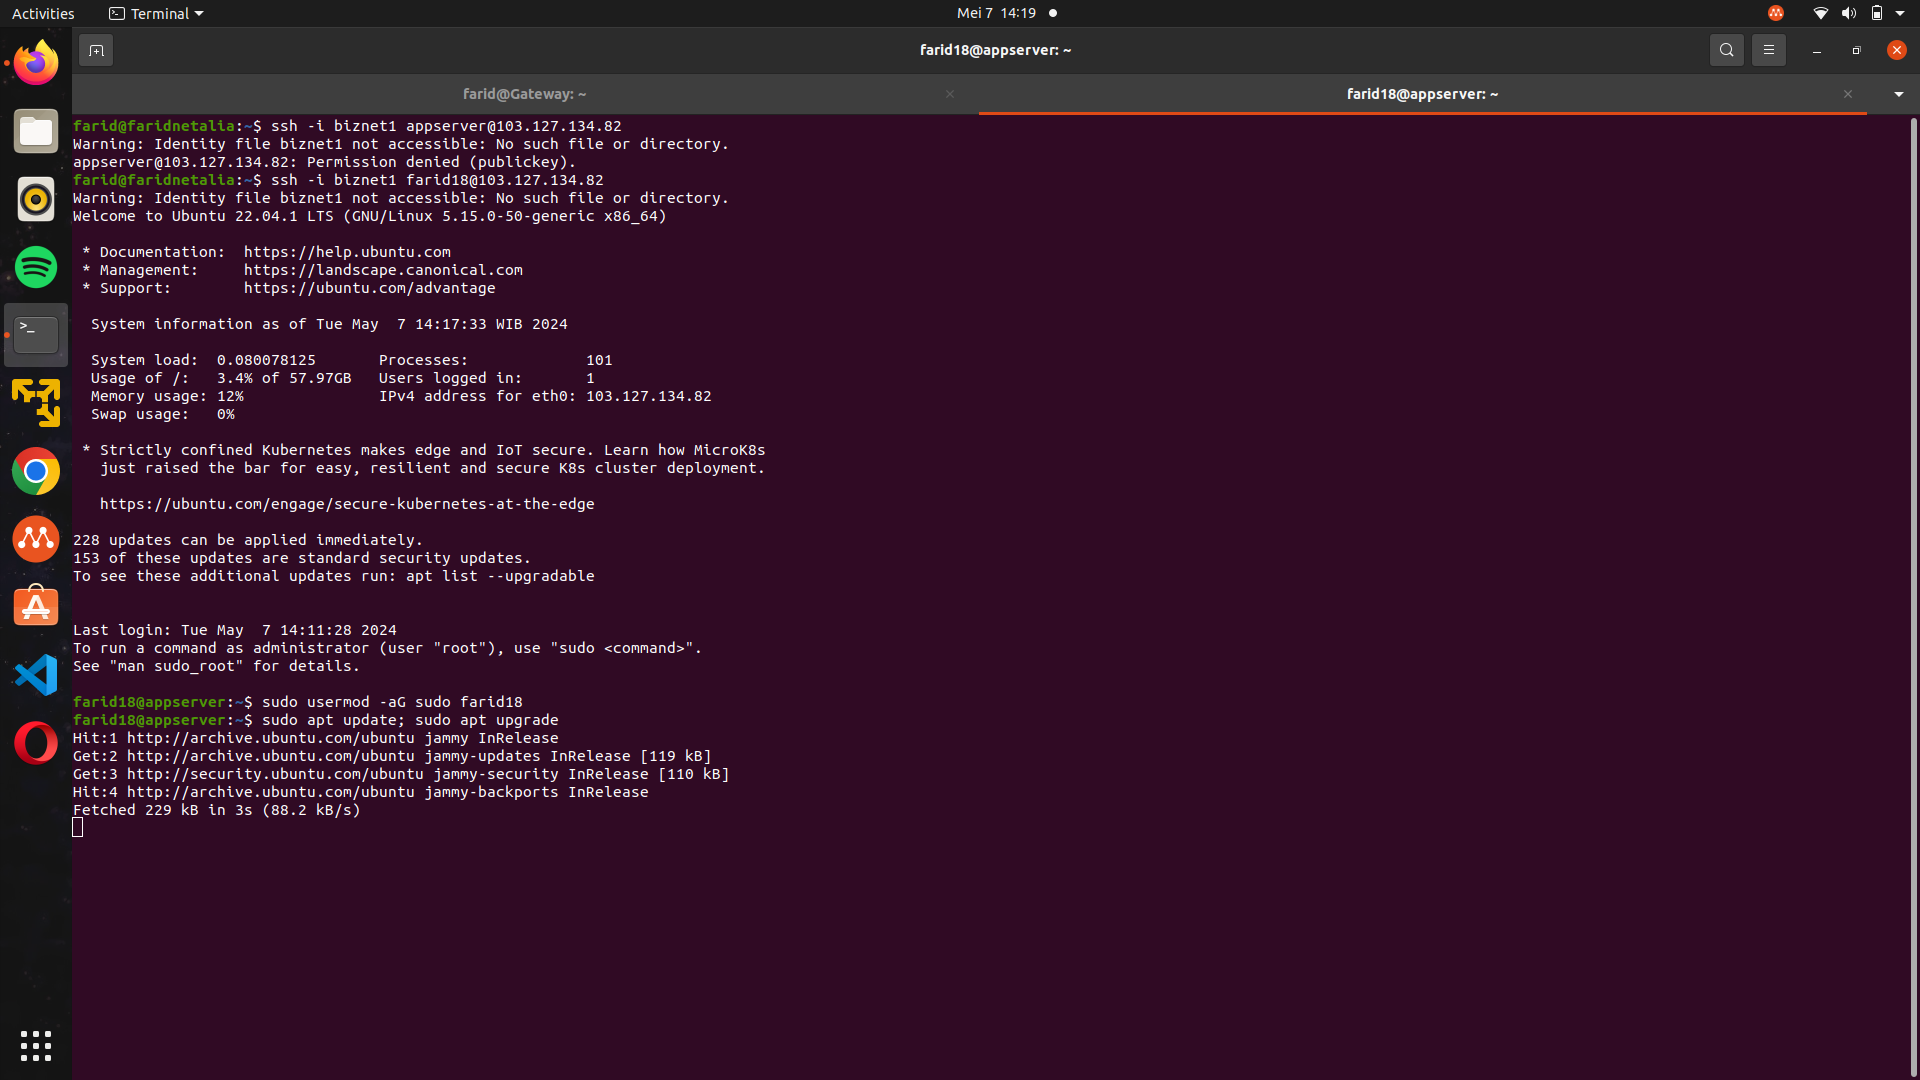 Activities
Terminal
Mei 7 14:19
farid18@appserver: ~
farid@Gateway: ~
farid18@appserver: ~
farid@faridnetalia:~$ ssh -i biznet1 appserver@103.127.134.82
Warning: Identity file biznet1 not accessible: No such file or directory.
appserver@103.127.134.82: Permission denied (publickey).
farid@faridnetalia:~$ ssh -i biznet1 farid18@103.127.134.82
Warning: Identity file biznet1 not accessible: No such file or directory.
Welcome to Ubuntu 22.04.1 LTS (GNU/Linux 5.15.0-50-generic x86_64)
* Documentation:  https://help.ubuntu.com
* Management:     https://landscape.canonical.com
* Support:        https://ubuntu.com/advantage
System information as of Tue May  7 14:17:33 WIB 2024
System load:  0.080078125       Processes:             101
Usage of /:   3.4% of 57.97GB   Users logged in:       1
Memory usage: 12%               IPv4 address for eth0: 103.127.134.82
Swap usage:   0%
* Strictly confined Kubernetes makes edge and IoT secure. Learn how MicroK8s
just raised the bar for easy, resilient and secure K8s cluster deployment.
https://ubuntu.com/engage/secure-kubernetes-at-the-edge
228 updates can be applied immediately.
153 of these updates are standard security updates.
To see these additional updates run: apt list --upgradable
Last login: Tue May  7 14:11:28 2024
To run a command as administrator (user "root"), use "sudo <command>".
See "man sudo_root" for details.
farid18@appserver:~$ sudo usermod -aG sudo farid18
farid18@appserver:~$ sudo apt update; sudo apt upgrade
Hit:1 http://archive.ubuntu.com/ubuntu jammy InRelease
Get:2 http://archive.ubuntu.com/ubuntu jammy-updates InRelease [119 kB]
Get:3 http://security.ubuntu.com/ubuntu jammy-security InRelease [110 kB]
Hit:4 http://archive.ubuntu.com/ubuntu jammy-backports InRelease
Fetched 229 kB in 3s (88.2 kB/s)